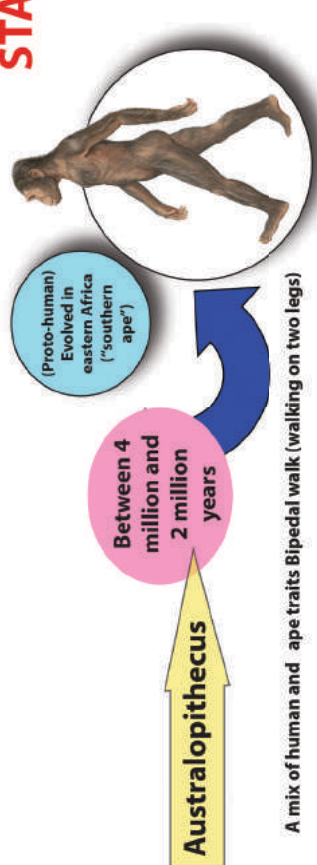 STA
Australopithecus
Between 4
million and
2 million
years
(Proto-human)
Evolved in
eastern Africa
("southern
ape")
A mix of human and ape traits Bipedal walk (walking on two legs)